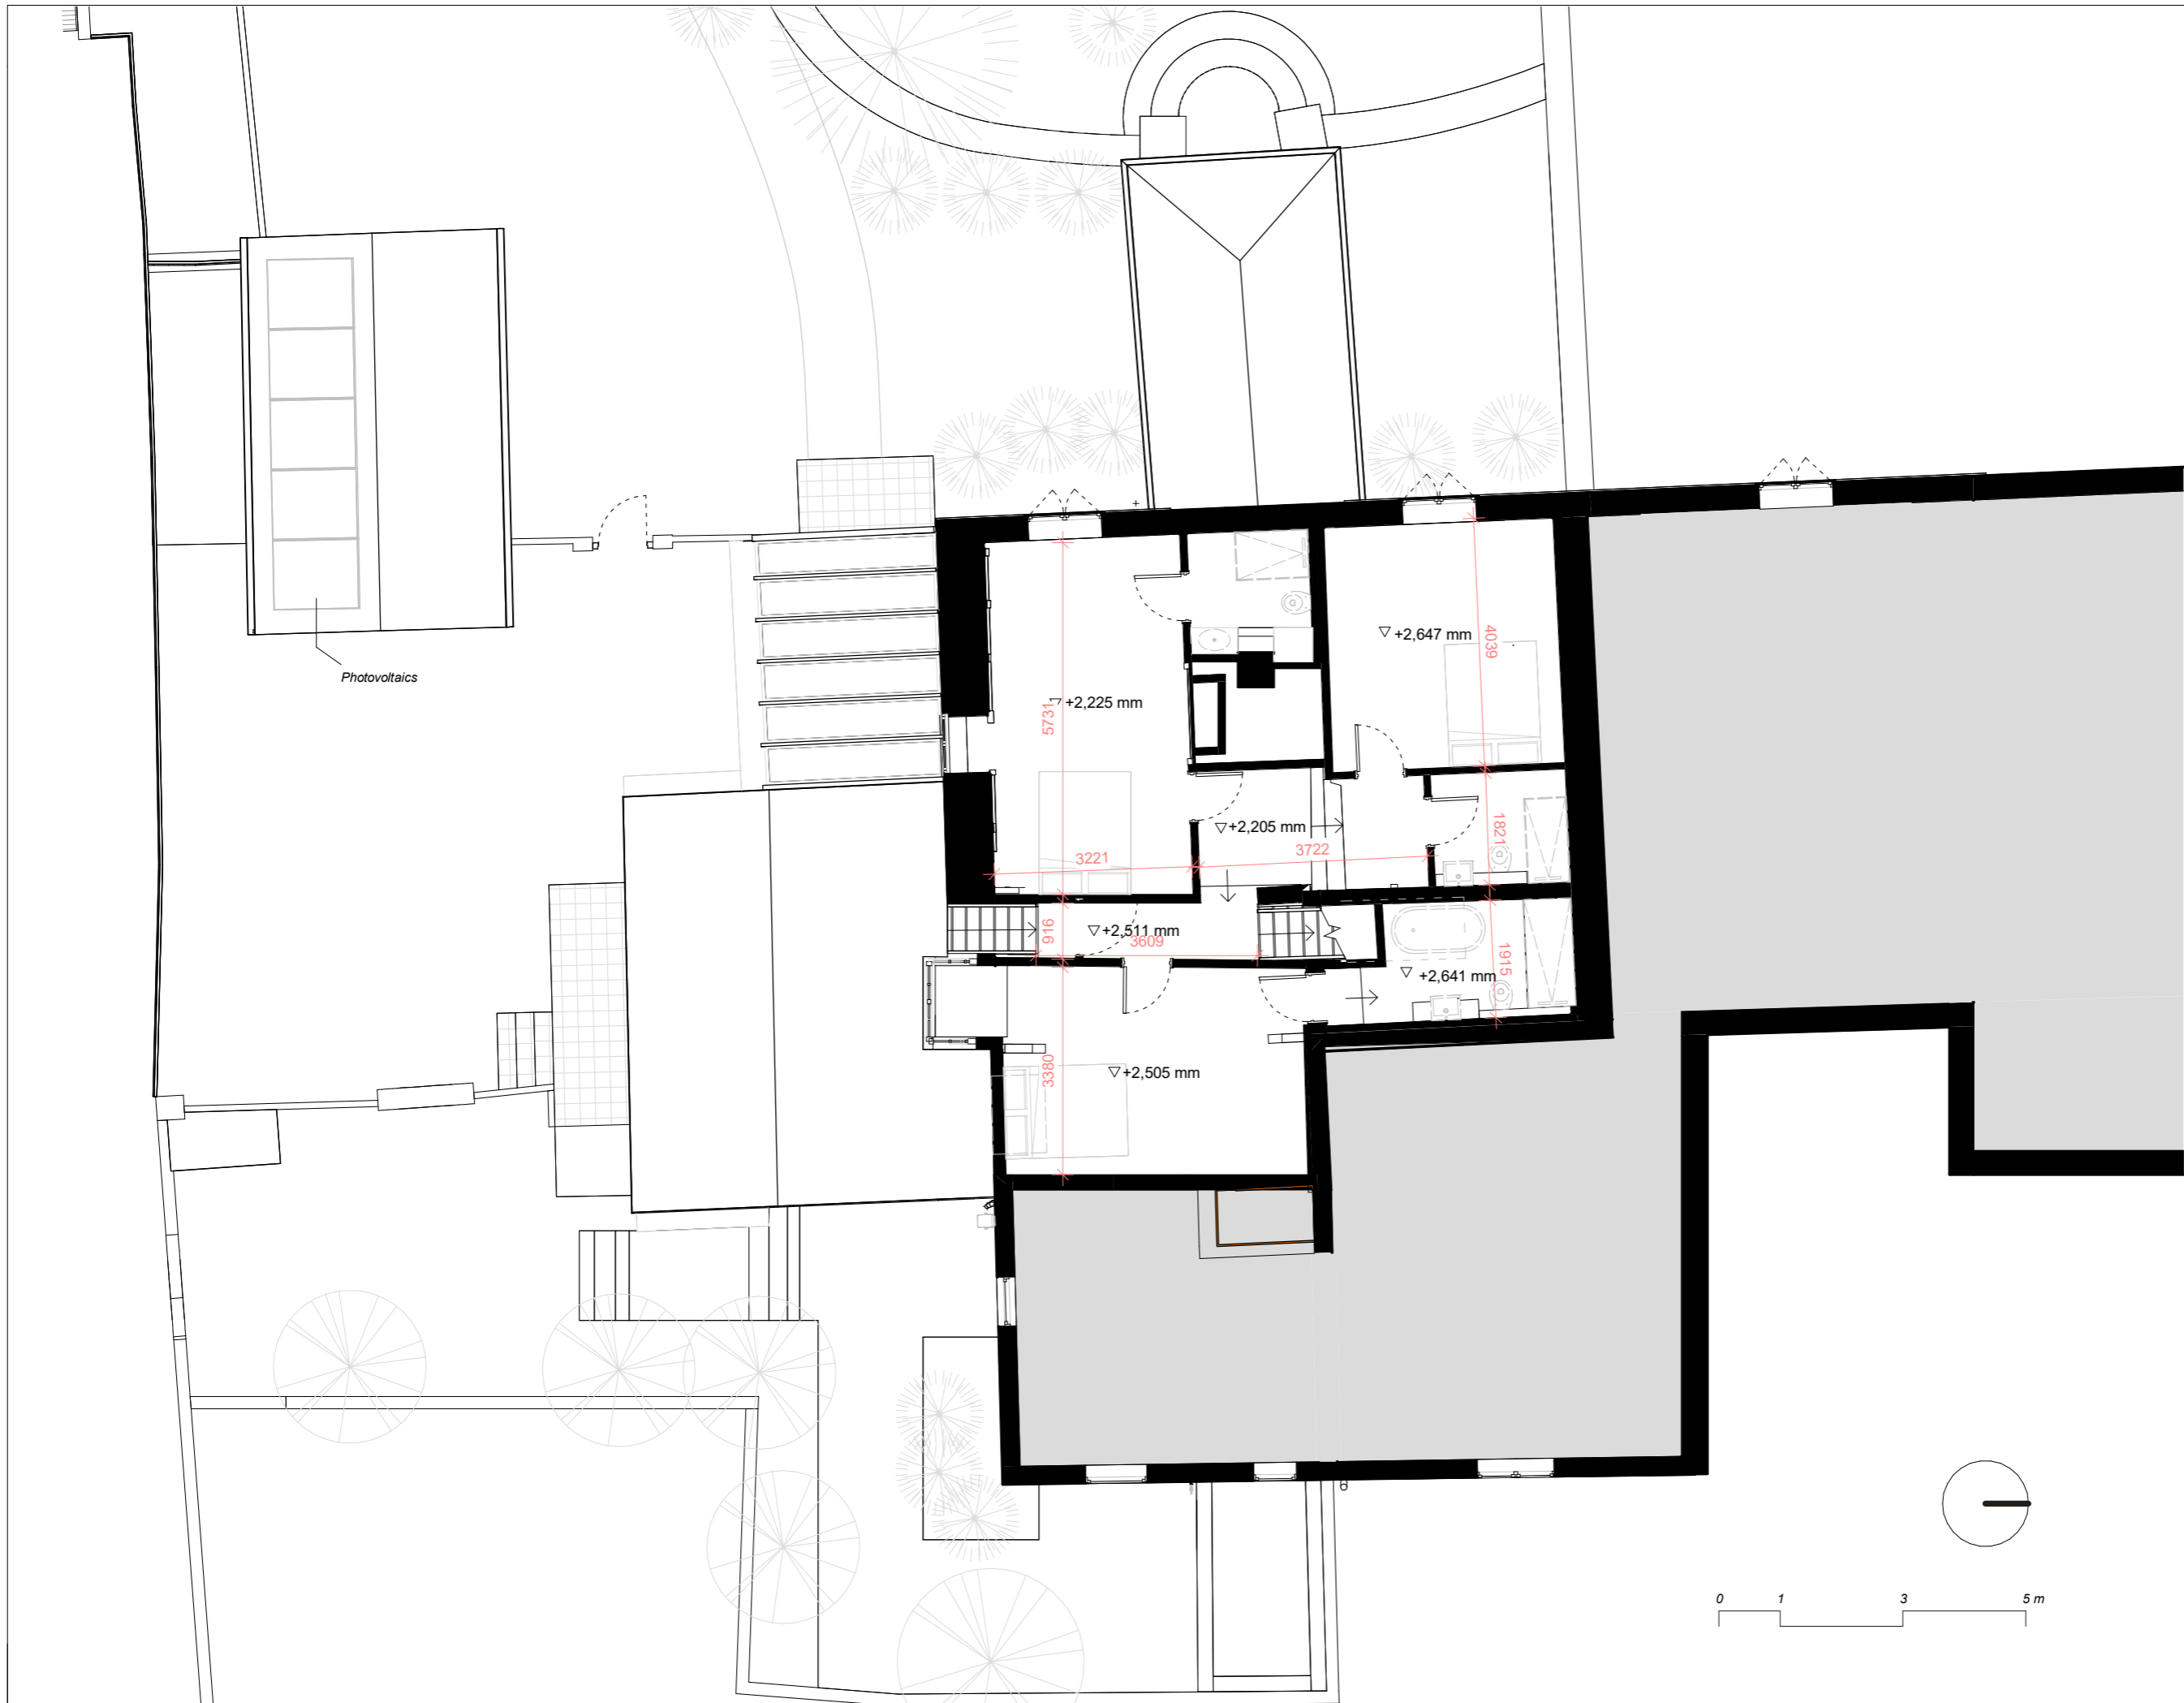 Photovoltaics
+2,647 mm
4039
+2,225 mm
5731
+2,205 mm
1821
3221
3722
916
+2,511 mm
3609
+2,641 mm
1915
3380
+2,505 mm
0 1 3 5 m